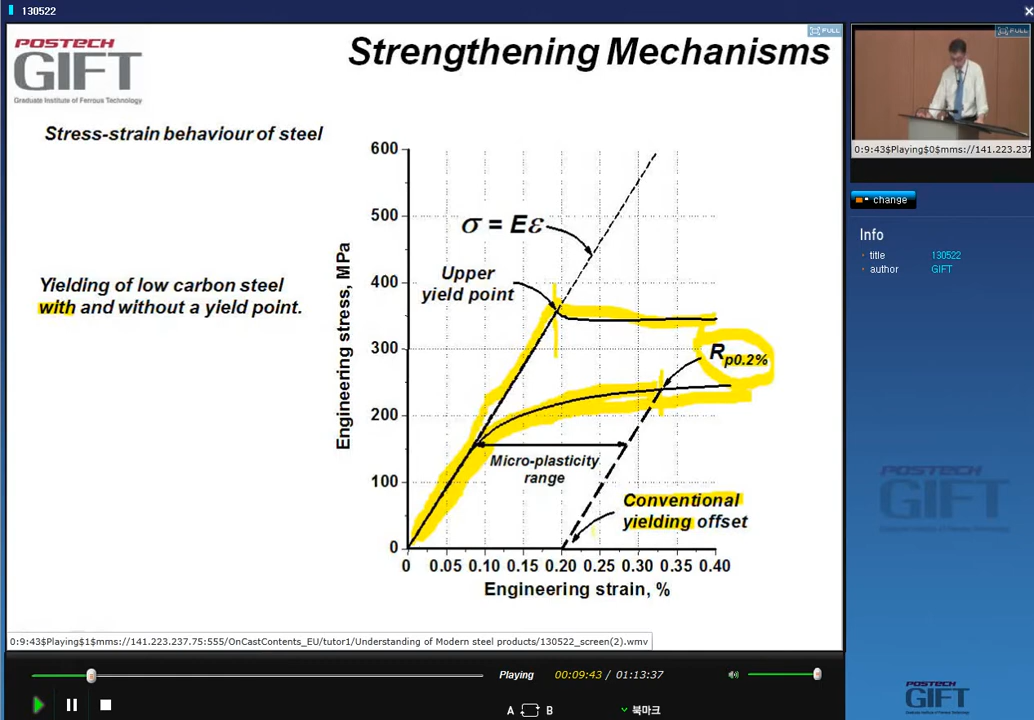 130522
POSTECH
GIFT
Graduate Institute of Ferrous Technology
Strengthening Mechanisms
FULL
FULL
Stress-strain behaviour of steel
Yielding of low carbon steel
with and without a yield point.
Engineering stress, MPa
600
500
400
300
200
100
0
σ = Eε
Upper
yield point
Rp0.2%
Micro-plasticity
range
Conventional
yielding offset
0 0.05 0.10 0.15 0.20 0.25 0.30 0.35 0.40
Engineering strain, %
0:9:43$Playing$1$mms://141.223.237.75:555/OnCastContents_EU/tutor1/Understanding of Modern steel products/130522_screen(2).wmv
0:9:43$Playing$0$mms://141.223.237
change
Info
title 130522
author GIFT
POSTECH
GIFT
Playing 00:09:43 / 01:13:37
A B
북마크
POSTECH
GIFT